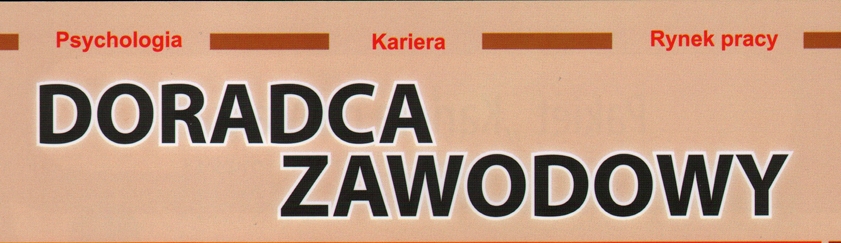 Psychologia Kariera Rynek pracy
DORADCA
ZAWODOWY